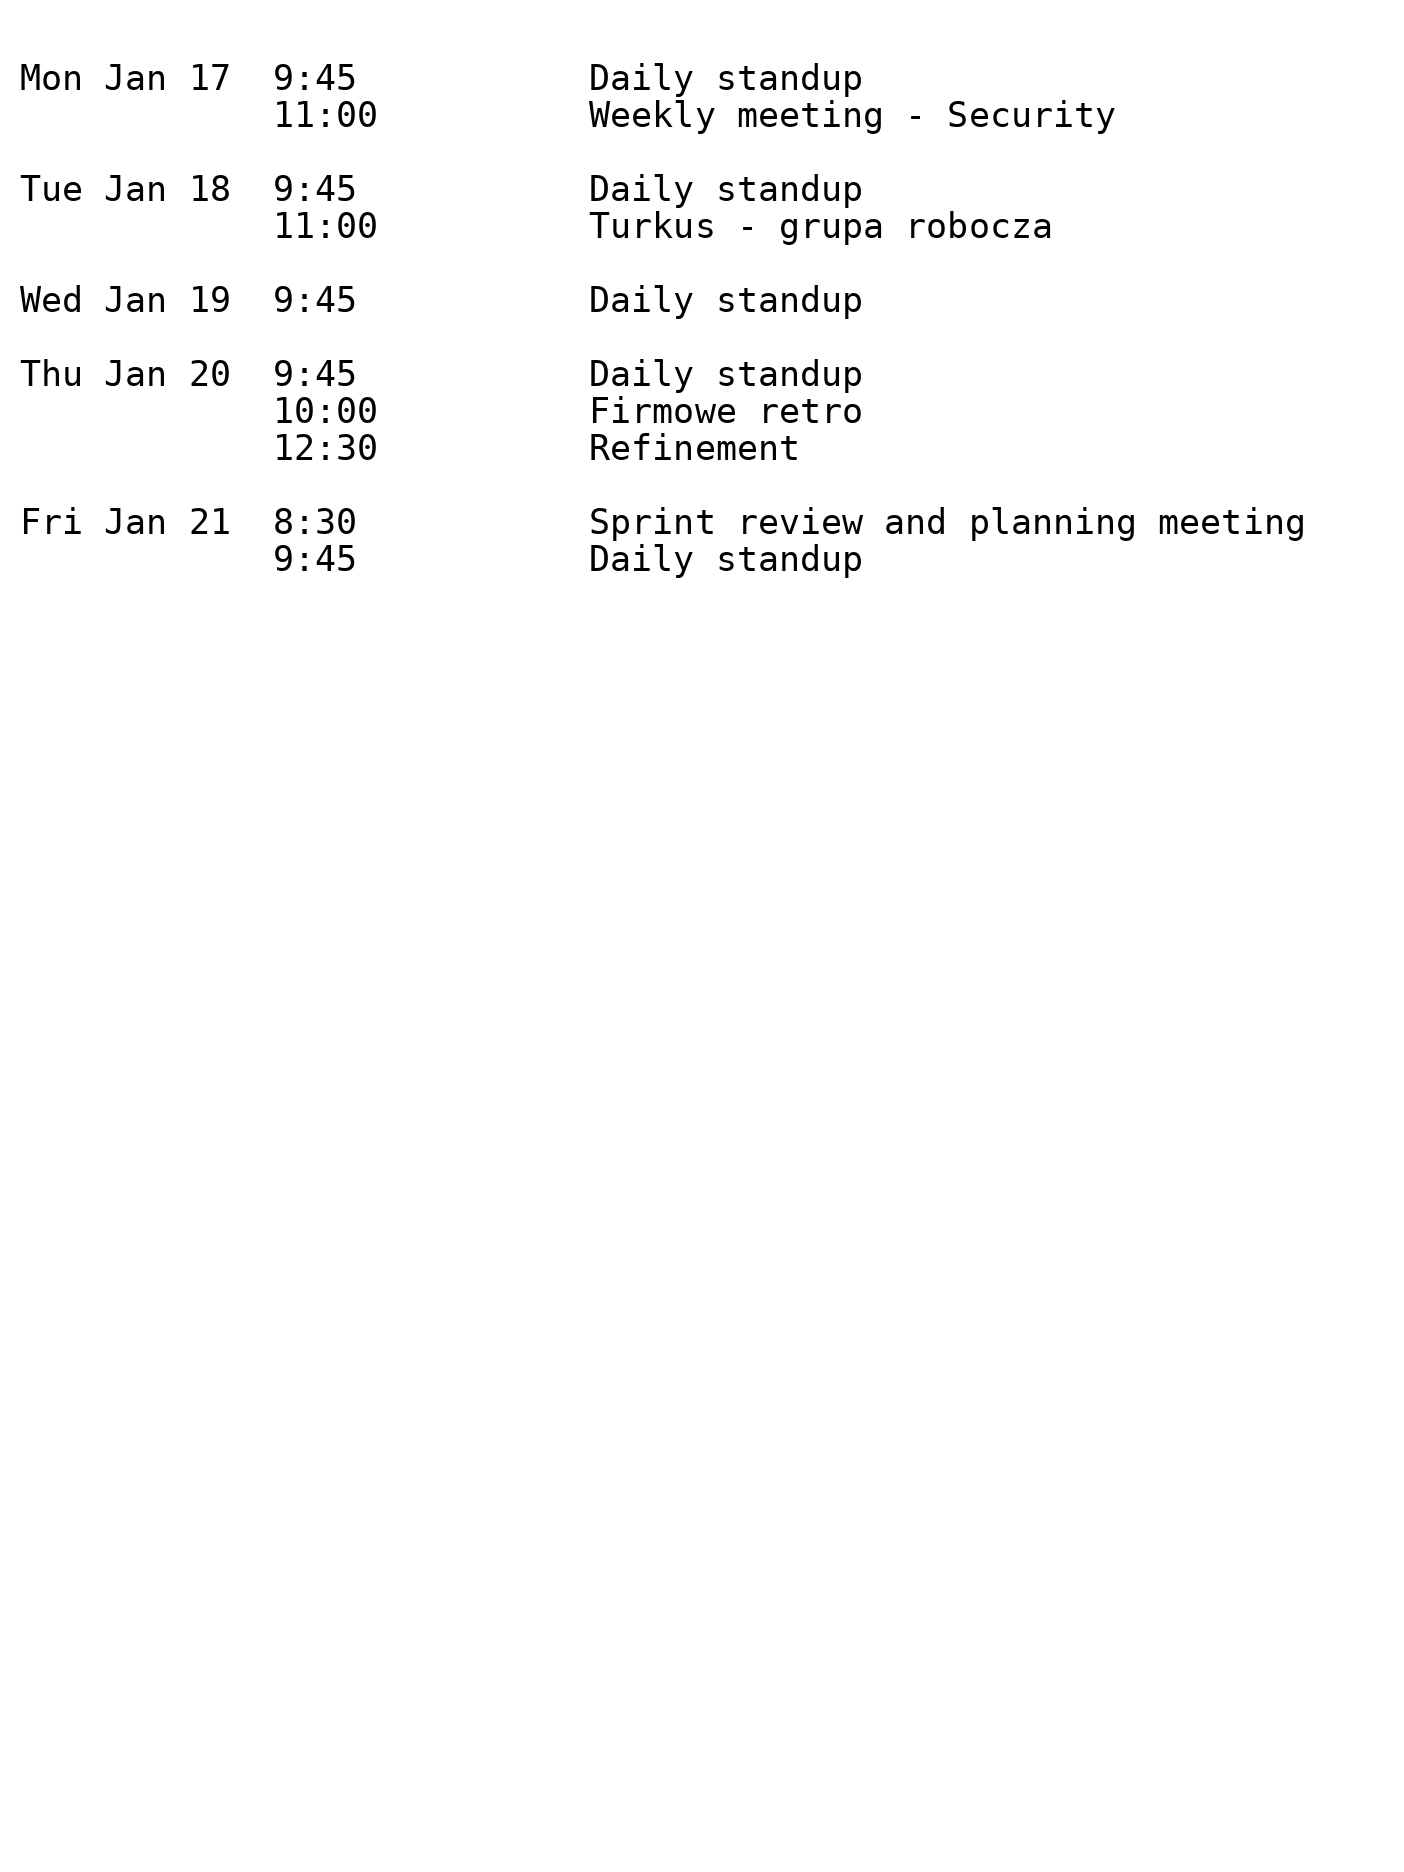 Mon Jan 17  9:45           Daily standup
            11:00          Weekly meeting - Security
Tue Jan 18  9:45           Daily standup
            11:00          Turkus - grupa robocza
Wed Jan 19  9:45           Daily standup
Thu Jan 20  9:45           Daily standup
            10:00          Firmowe retro
            12:30          Refinement
Fri Jan 21  8:30           Sprint review and planning meeting
            9:45           Daily standup